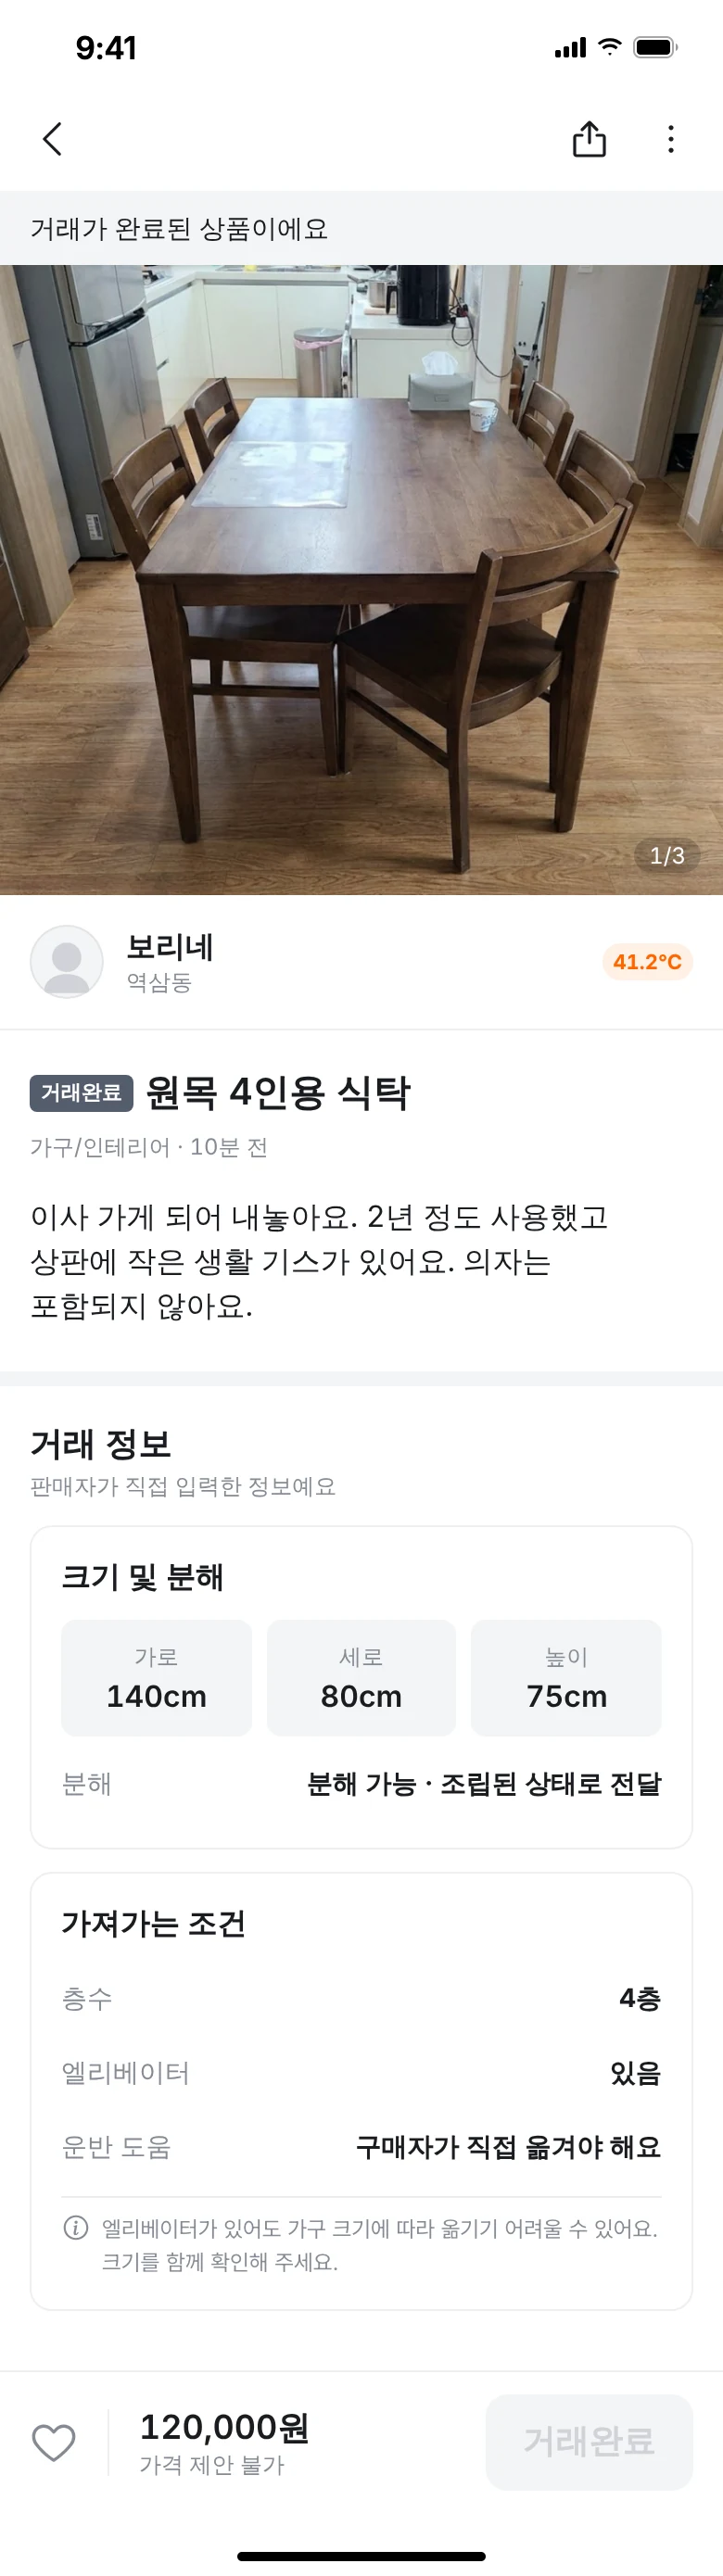 9:41
거래가 완료된 상품이에요
1/3
보리네
역삼동
41.2°C
거래완료 원목 4인용 식탁
가구/인테리어 · 10분 전
이사 가게 되어 내놓아요. 2년 정도 사용했고
상판에 작은 생활 기스가 있어요. 의자는
포함되지 않아요.
거래 정보
판매자가 직접 입력한 정보예요
크기 및 분해
가로 세로 높이
140cm 80cm 75cm
분해 분해 가능 · 조립된 상태로 전달
가져가는 조건
층수 4층
엘리베이터 있음
운반 도움 구매자가 직접 옮겨야 해요
엘리베이터가 있어도 가구 크기에 따라 옮기기 어려울 수 있어요.
크기를 함께 확인해 주세요.
120,000원
가격 제안 불가
거래완료